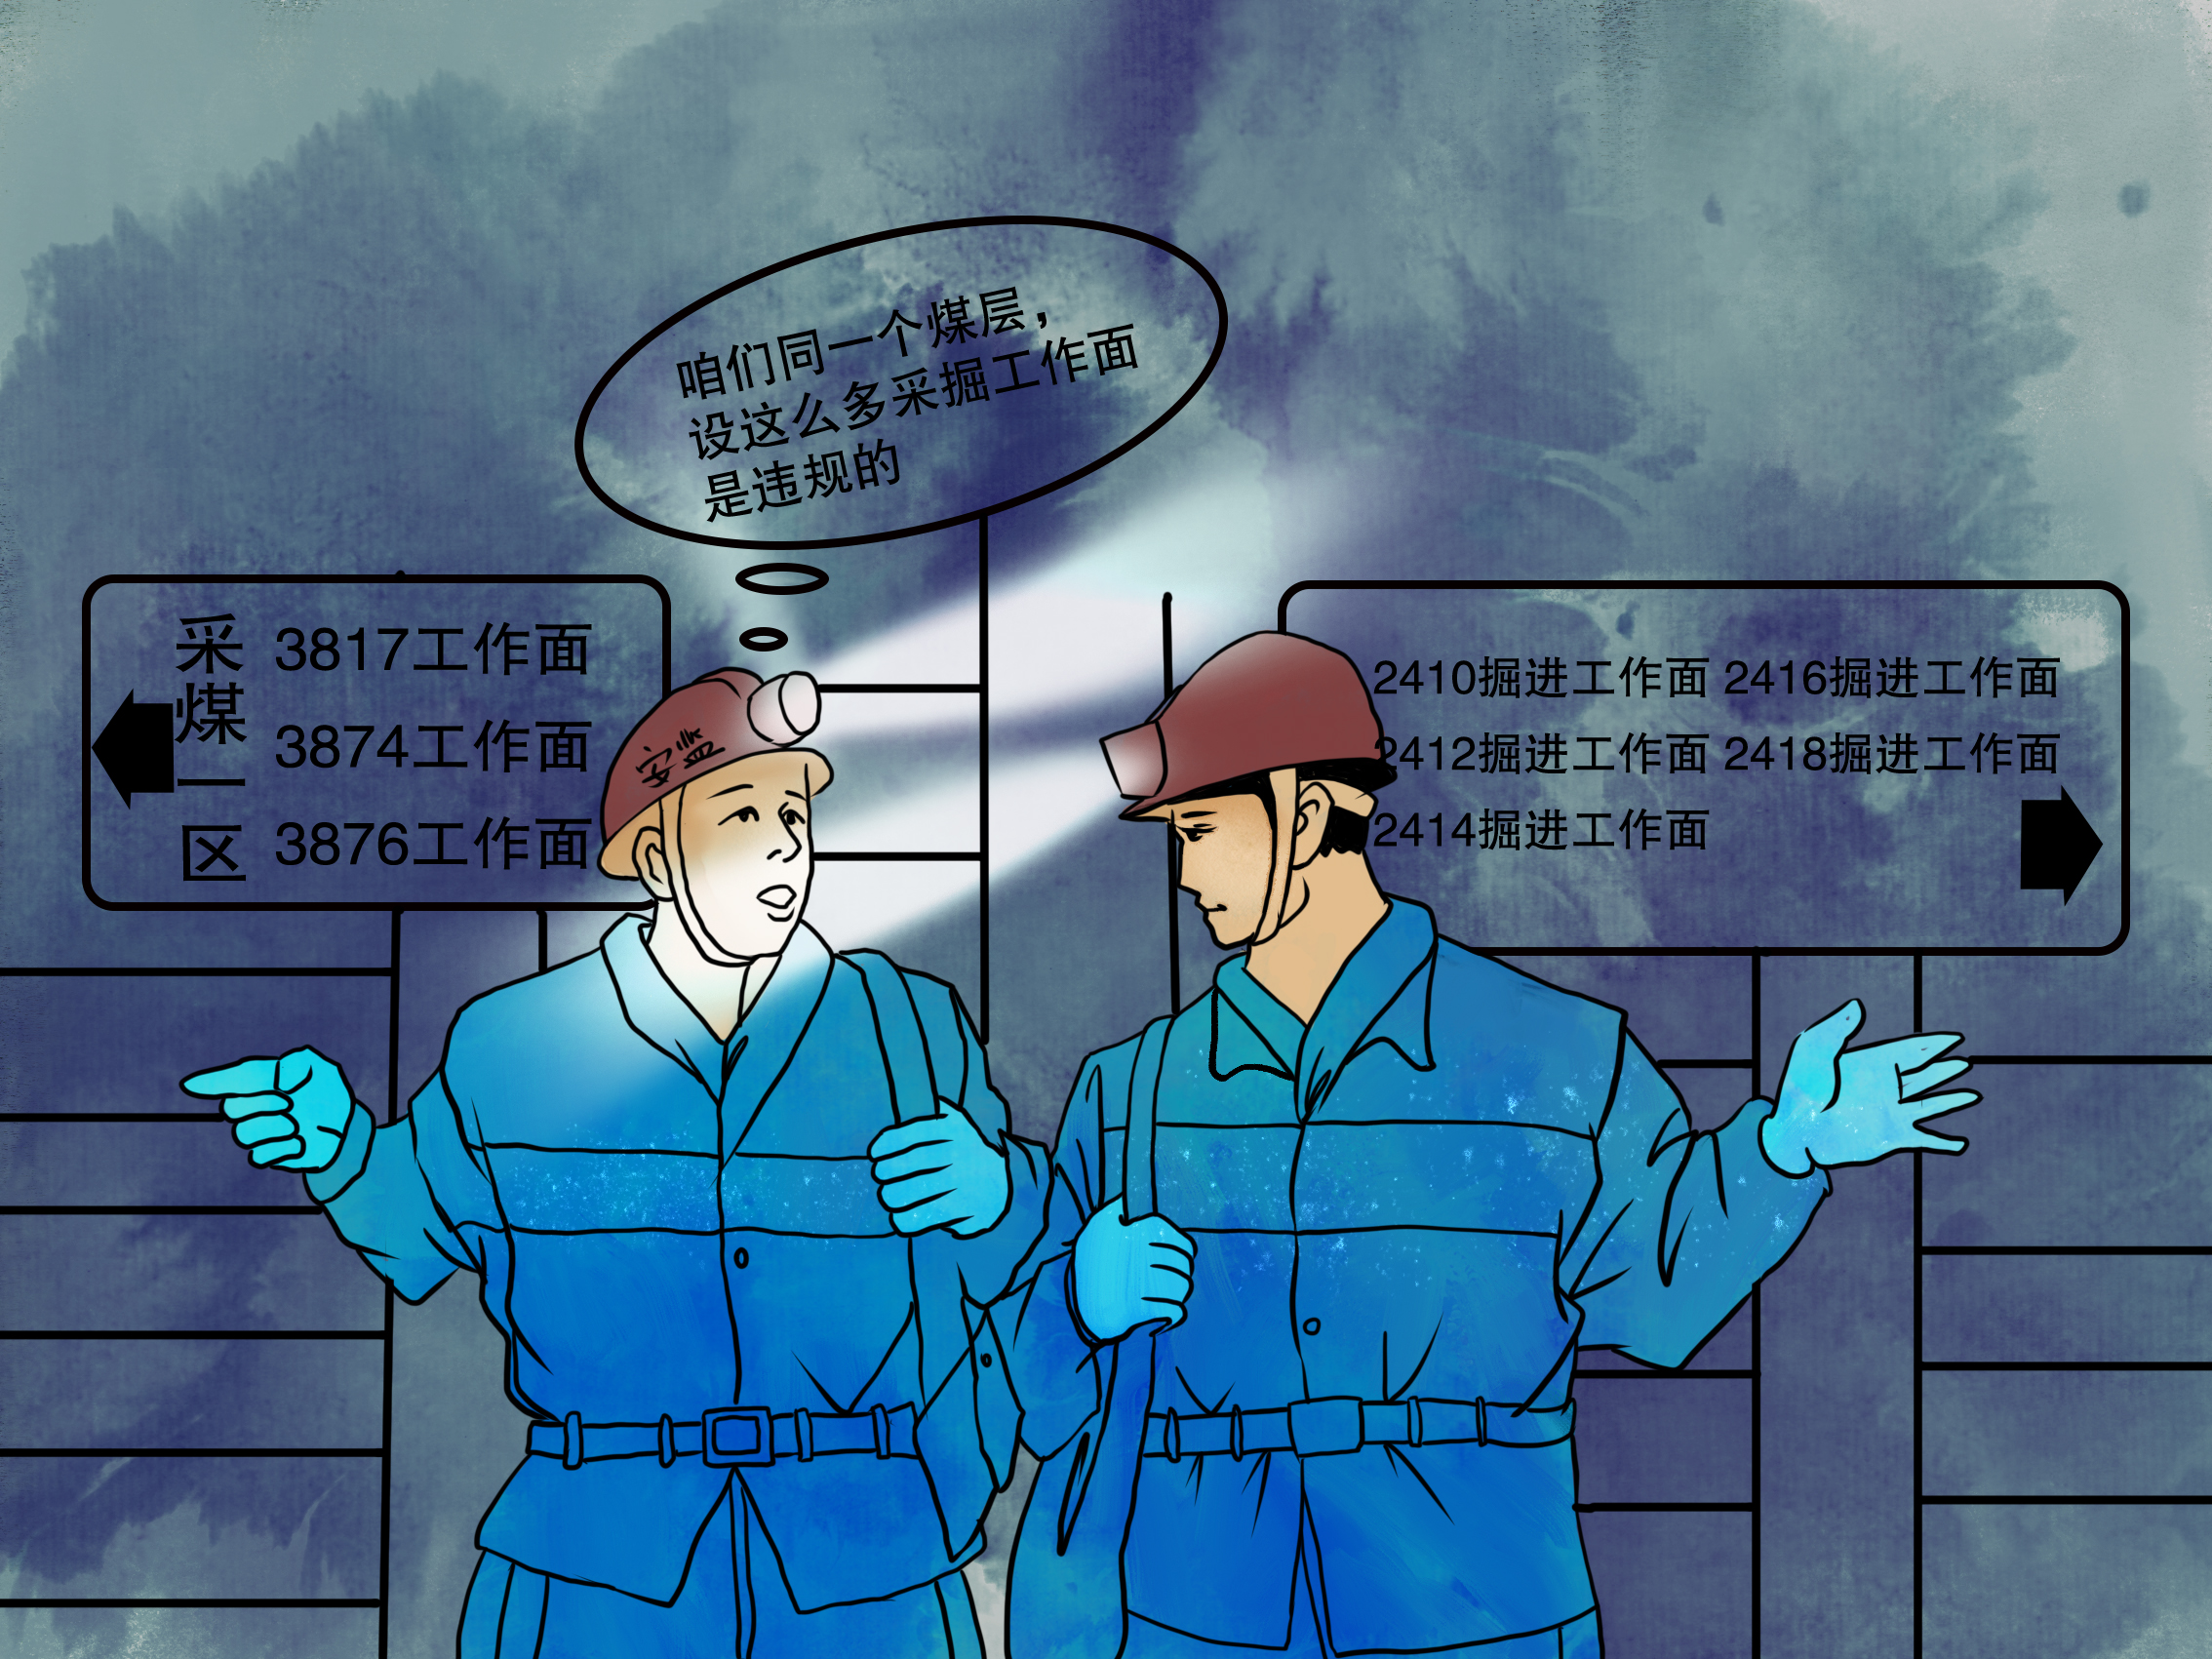 咱们同一个煤层，
设这么多采掘工作面
是违规的
采煤一区
3817工作面
3874工作面
3876工作面
安监
2410掘进工作面 2416掘进工作面
2412掘进工作面 2418掘进工作面
2414掘进工作面